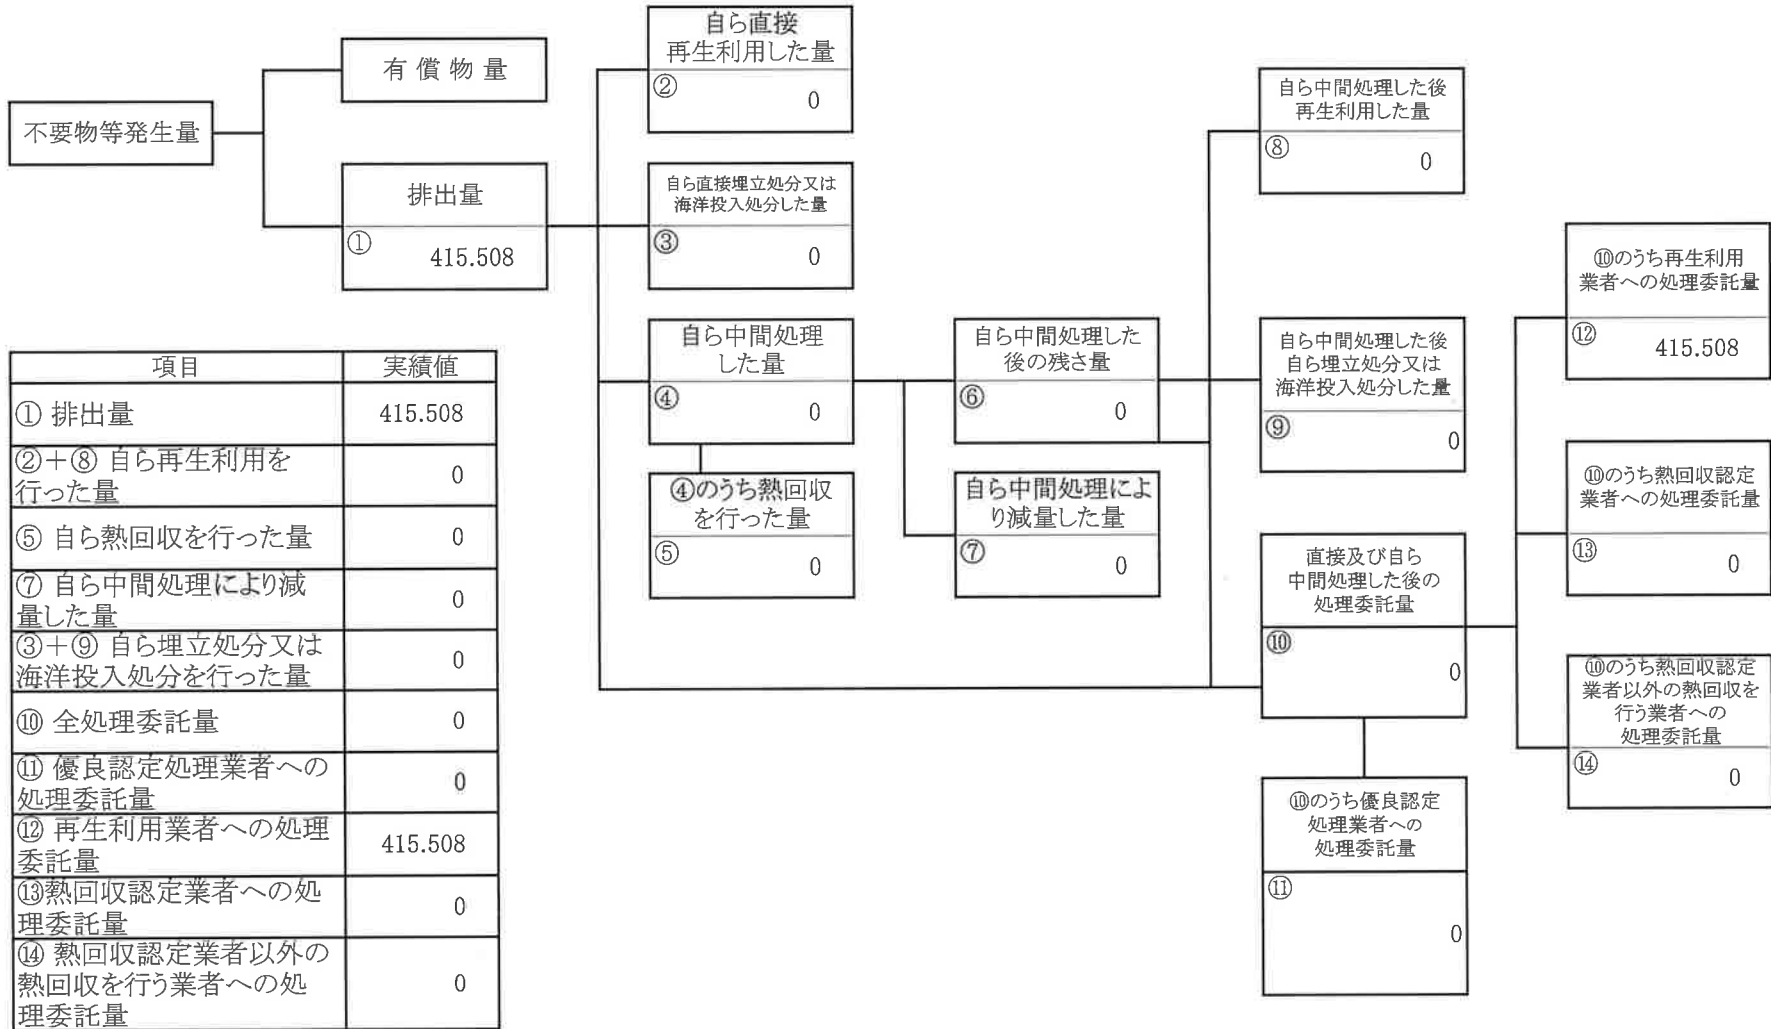 不要物等発生量
有償物量
排出量
①
415.508
自ら直接
再生利用した量
②
0
自ら直接埋立処分又は
海洋投入処分した量
③
0
自ら中間処理
した量
④
0
④のうち熱回収
を行った量
⑤
0
自ら中間処理した
後の残さ量
⑥
0
自ら中間処理によ
り減量した量
⑦
0
自ら中間処理した後
再生利用した量
⑧
0
自ら中間処理した後
自ら埋立処分又は
海洋投入処分した量
⑨
0
直接及び自ら
中間処理した後の
処理委託量
⑩
0
⑩のうち優良認定
処理業者への
処理委託量
⑪
0
⑩のうち再生利用
業者への処理委託量
⑫
415.508
⑩のうち熱回収認定
業者への処理委託量
⑬
0
⑩のうち熱回収認定
業者以外の熱回収を
行う業者への
処理委託量
⑭
0
項目 実績値
① 排出量 415.508
②+⑧ 自ら再生利用を
行った量 0
⑤ 自ら熱回収を行った量 0
⑦ 自ら中間処理により減
量した量 0
③+⑨ 自ら埋立処分又は
海洋投入処分を行った量 0
⑩ 全処理委託量 0
⑪ 優良認定処理業者への
処理委託量 0
⑫ 再生利用業者への処理
委託量 415.508
⑬熱回収認定業者への処
理委託量 0
⑭ 熱回収認定業者以外の
熱回収を行う業者への処
理委託量 0